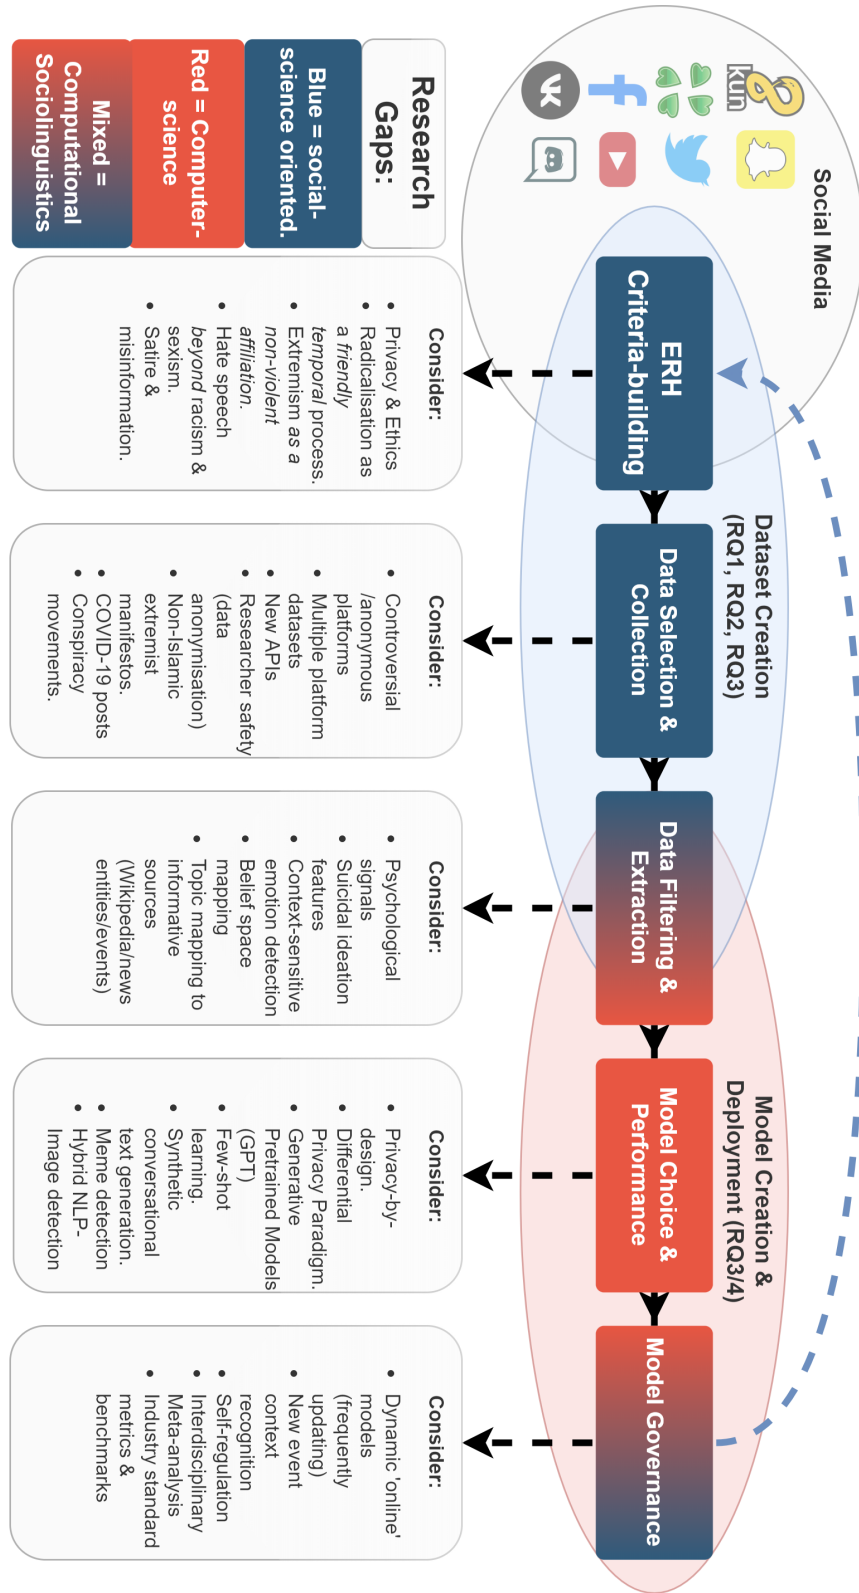 Social Media
8
kun
VK
f
Dataset Creation
(RQ1, RQ2, RQ3)
Model Creation &
Deployment (RQ3/4)
ERH
Criteria-building
Data Selection &
Collection
Data Filtering &
Extraction
Model Choice &
Performance
Model Governance
Research
Gaps:
Blue = social-
science oriented.
Red = Computer-
science
Mixed =
Computational
Sociolinguistics
Consider:
• Privacy & Ethics
• Radicalisation as
a friendly
temporal process.
• Extremism as a
non-violent
affiliation.
• Hate speech
beyond racism &
sexism.
• Satire &
misinformation.
Consider:
• Controversial
/anonymous
platforms
• Multiple platform
datasets
• New APIs
• Researcher safety
(data
anonymisation)
• Non-Islamic
extremist
manifestos.
• COVID-19 posts
• Conspiracy
movements.
Consider:
• Psychological
signals
• Suicidal ideation
features
• Context-sensitive
emotion detection
• Belief space
mapping
• Topic mapping to
informative
sources
(Wikipedia/news
entities/events)
Consider:
• Privacy-by-
design.
• Differential
Privacy Paradigm.
• Generative
Pretrained Models
(GPT)
• Few-shot
learning.
• Synthetic
conversational
text generation.
• Meme detection
• Hybrid NLP-
Image detection
Consider:
• Dynamic 'online'
models
(frequently
updating)
• New event
context
recognition
• Self-regulation
• Interdisciplinary
Meta-analysis
• Industry standard
metrics &
benchmarks